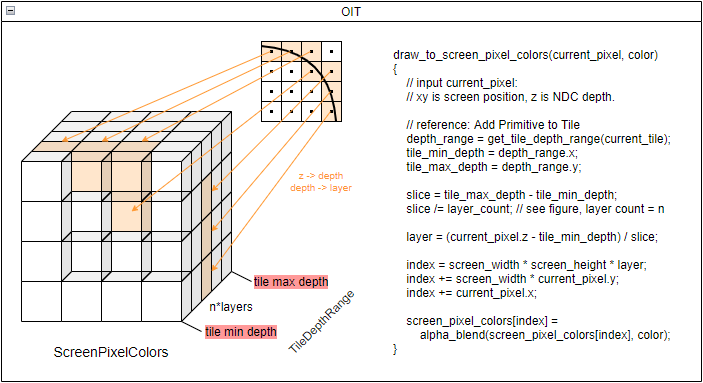 OIT
z -> depth
depth -> layer
tile max depth
n*layers
tile min depth
TileDepthRange
ScreenPixelColors
draw_to_screen_pixel_colors(current_pixel, color)
{
// input current_pixel:
// xy is screen position, z is NDC depth.
// reference: Add Primitive to Tile
depth_range = get_tile_depth_range(current_tile);
tile_min_depth = depth_range.x;
tile_max_depth = depth_range.y;
slice = tile_max_depth - tile_min_depth;
slice /= layer_count; // see figure, layer count = n
layer = (current_pixel.z - tile_min_depth) / slice;
index = screen_width * screen_height * layer;
index += screen_width * current_pixel.y;
index += current_pixel.x;
screen_pixel_colors[index] =
alpha_blend(screen_pixel_colors[index], color);
}